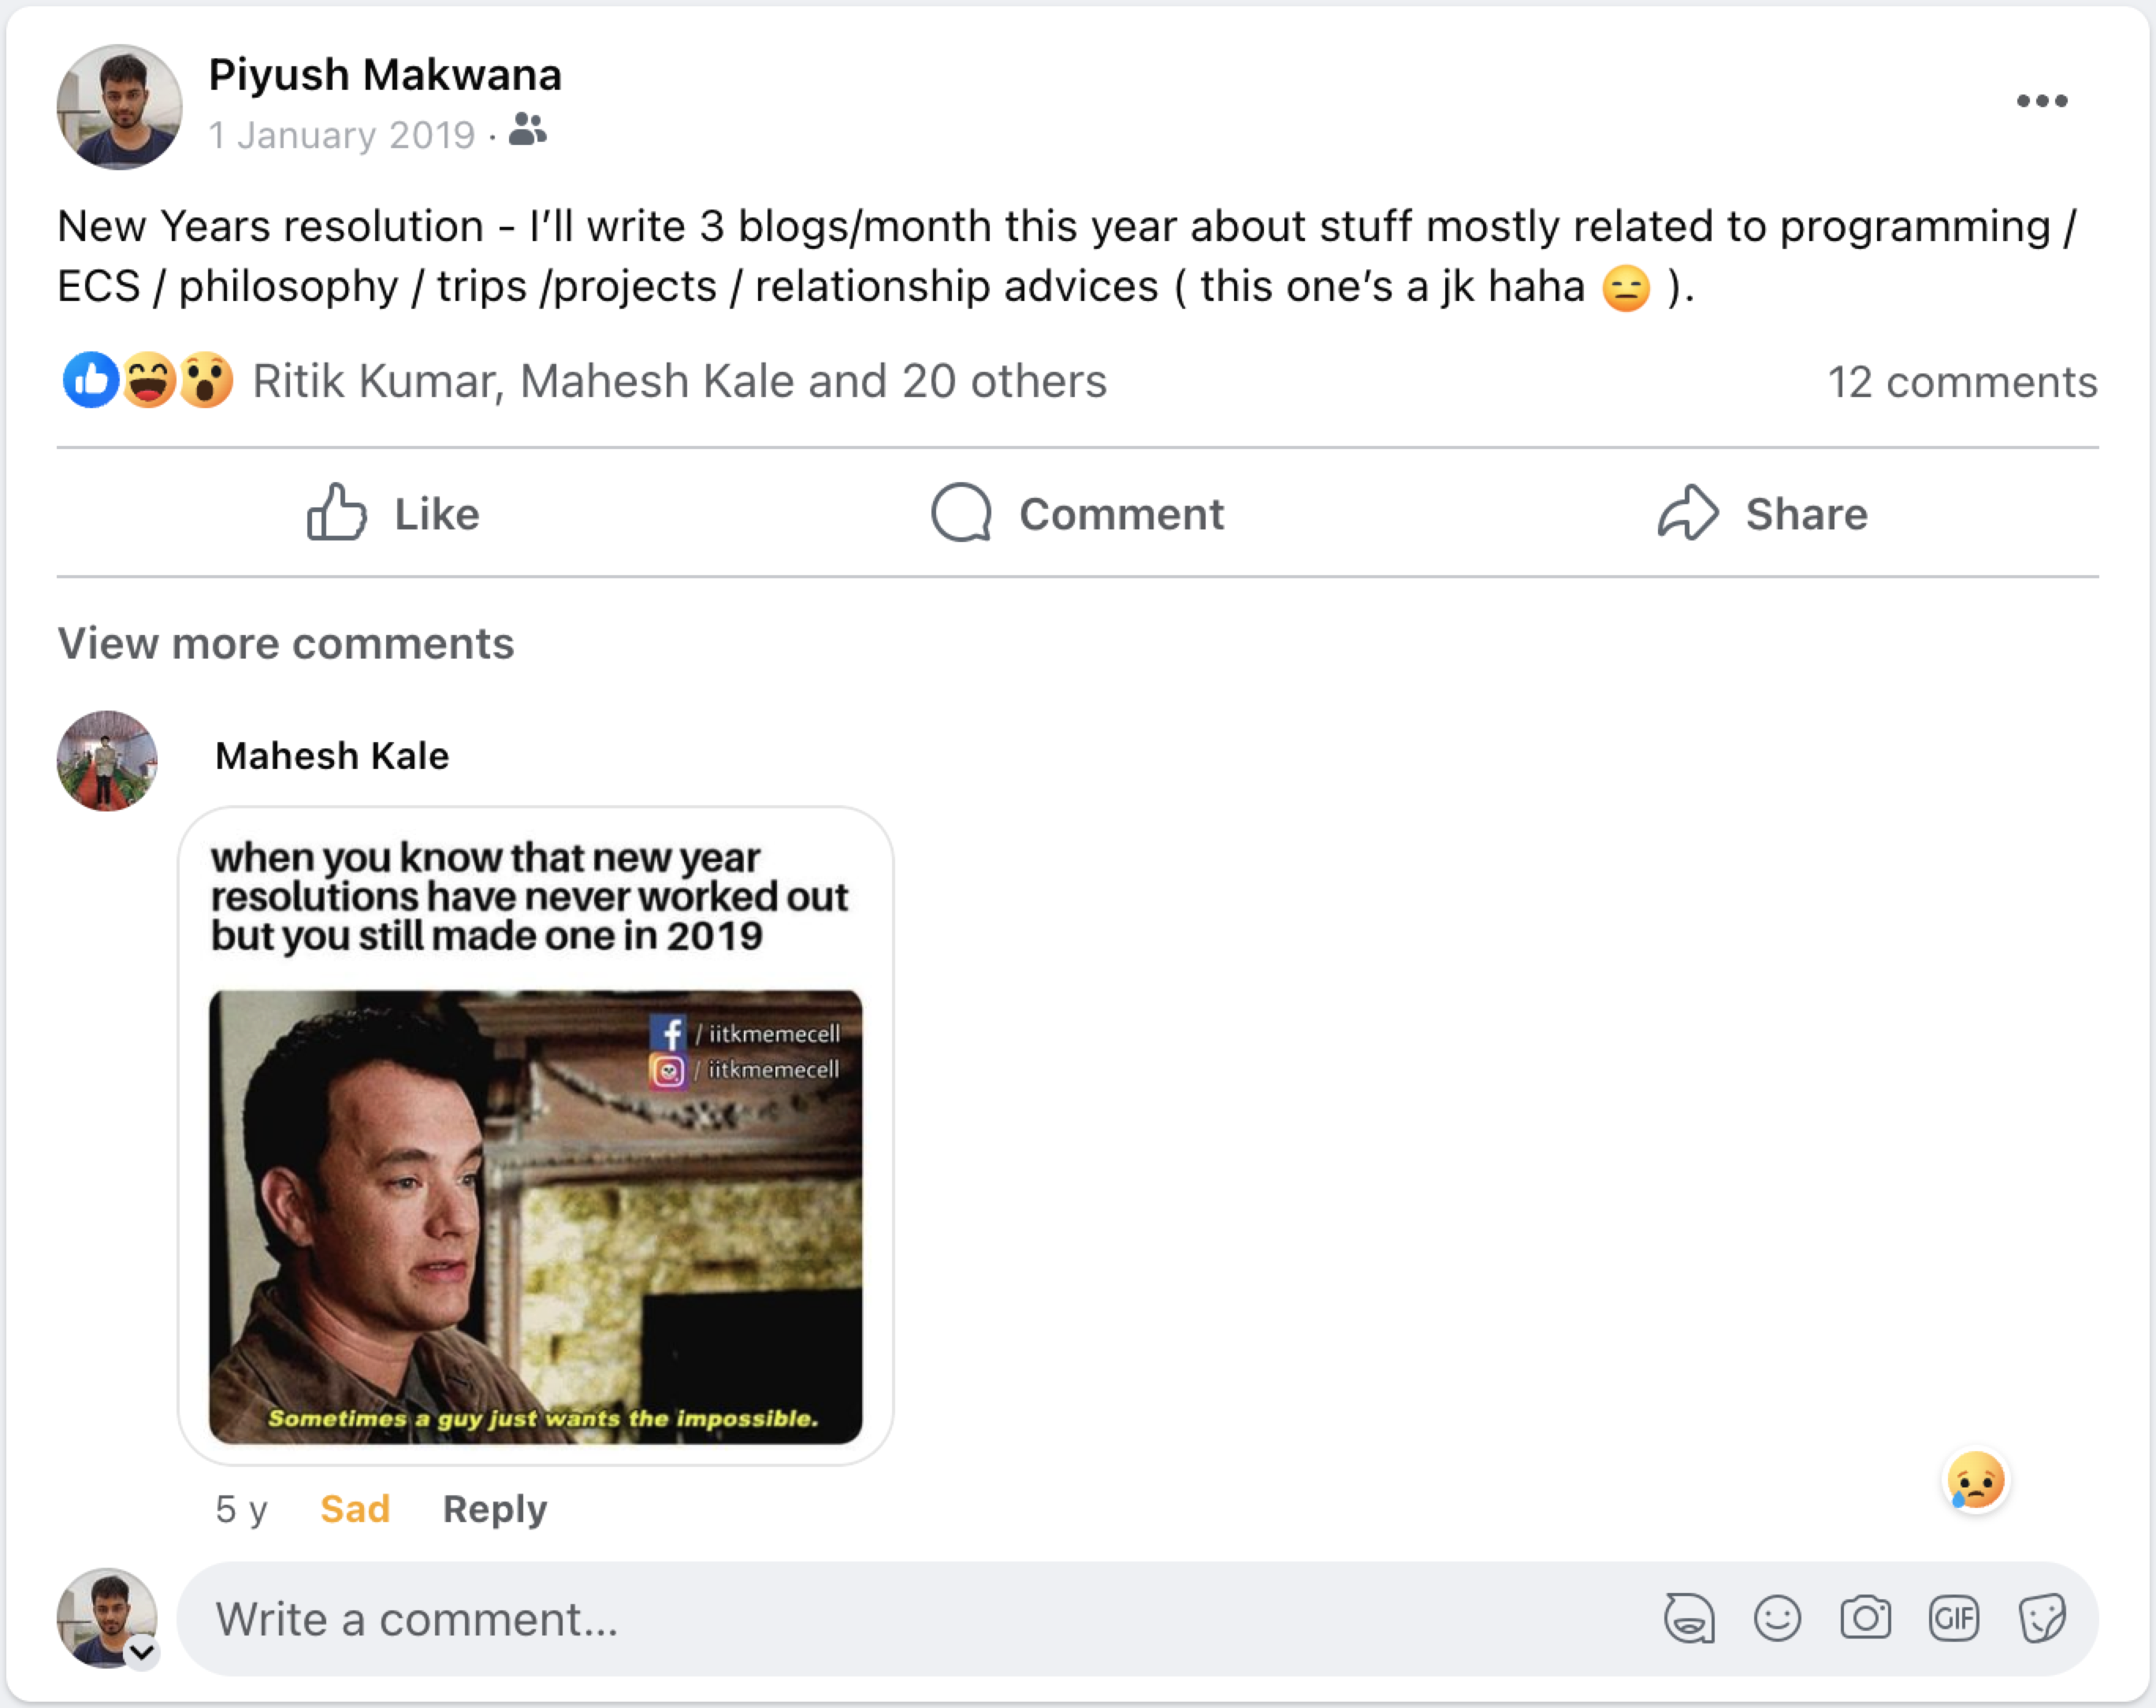 Piyush Makwana
1 January 2019 ·
New Years resolution - I'll write 3 blogs/month this year about stuff mostly related to programming /
ECS / philosophy / trips /projects / relationship advices ( this one's a jk haha 😑 ).
Ritik Kumar, Mahesh Kale and 20 others
12 comments
Like
Comment
Share
View more comments
Mahesh Kale
when you know that new year
resolutions have never worked out
but you still made one in 2019
f / iitkmemecell
/ iitkmemecell
Sometimes a guy just wants the impossible.
5 y Sad Reply
Write a comment...
GIF